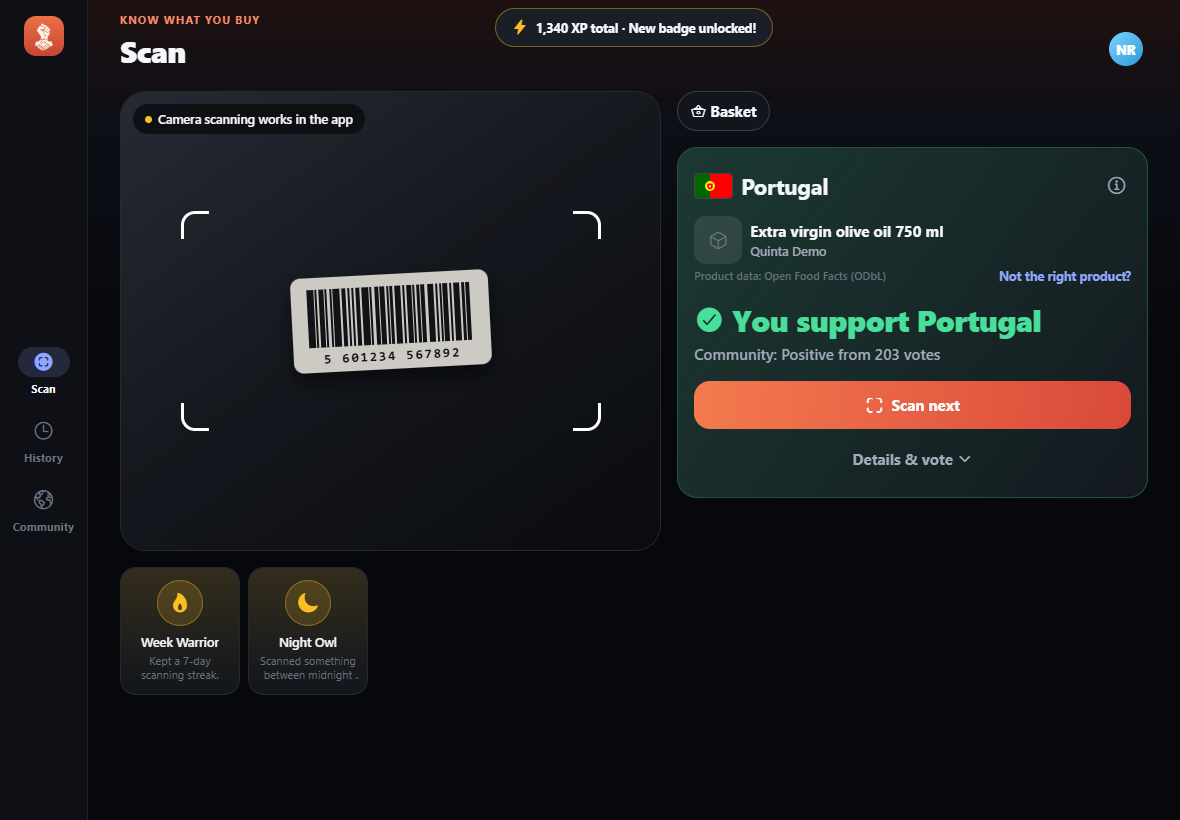 KNOW WHAT YOU BUY
Scan
1,340 XP total · New badge unlocked!
NR
Camera scanning works in the app
5 601234 567892
Basket
Portugal
Extra virgin olive oil 750 ml
Quinta Demo
Product data: Open Food Facts (ODbL)
Not the right product?
You support Portugal
Community: Positive from 203 votes
Scan next
Details & vote
Scan
History
Community
Week Warrior
Kept a 7-day
scanning streak.
Night Owl
Scanned something
between midnight .